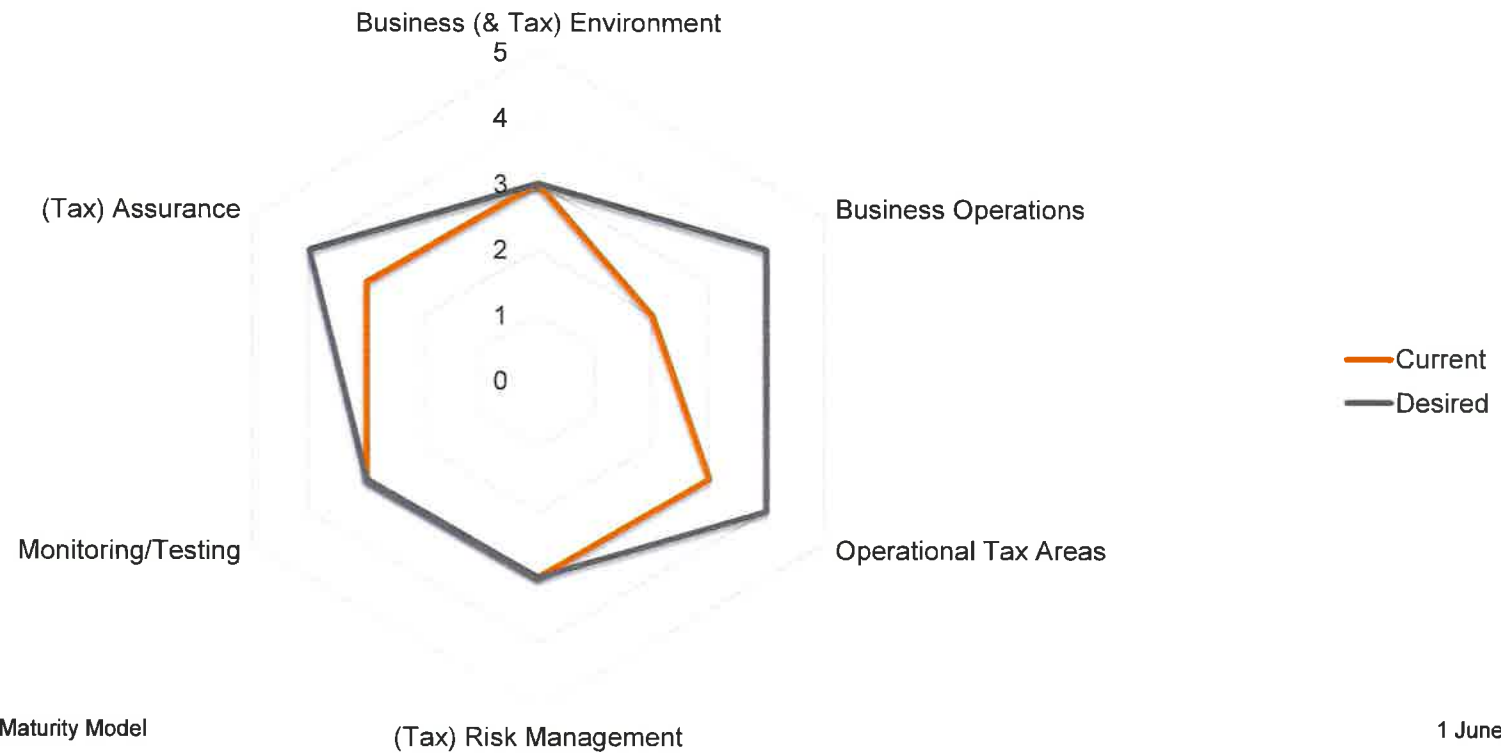 Business (& Tax) Environment
5
4
3
2
1
0
(Tax) Assurance
Business Operations
Monitoring/Testing
Operational Tax Areas
(Tax) Risk Management
Current
Desired
Maturity Model
1 June